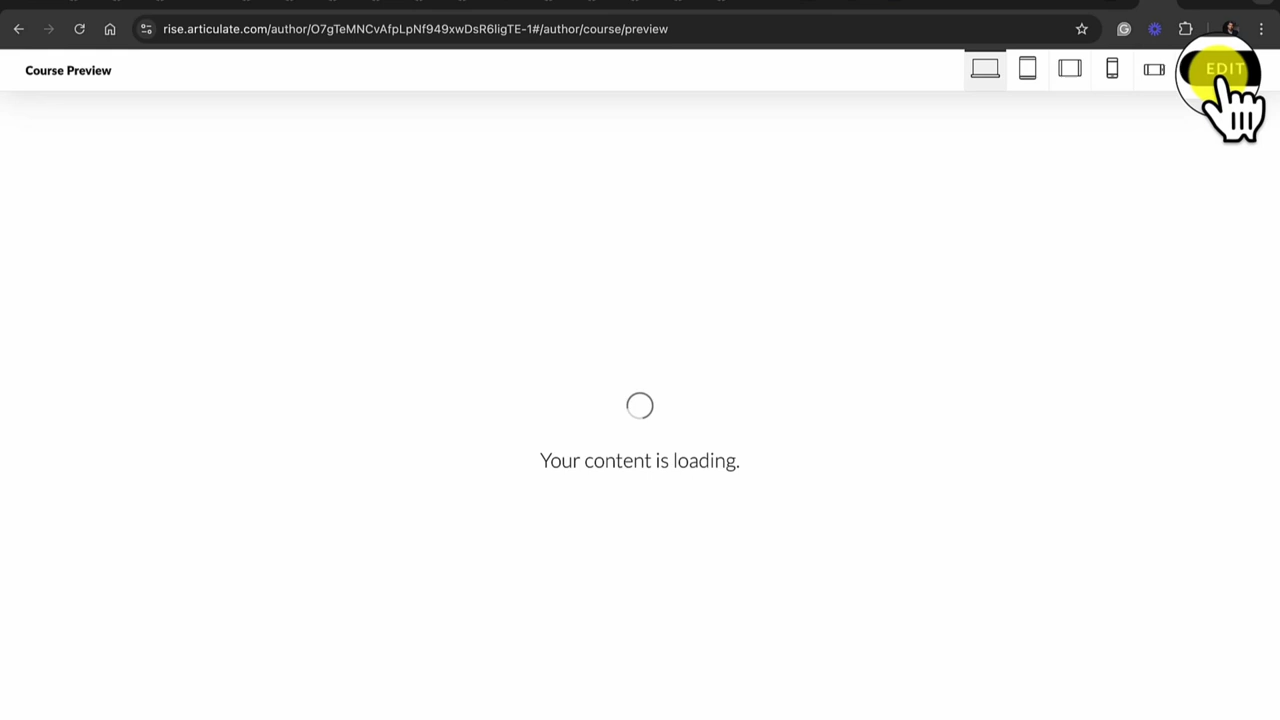 rise.articulate.com/author/O7gTeMNCvAfpLpNf949xwDsR6ligTE-1#/author/course/preview
Course Preview
EDIT
Your content is loading.